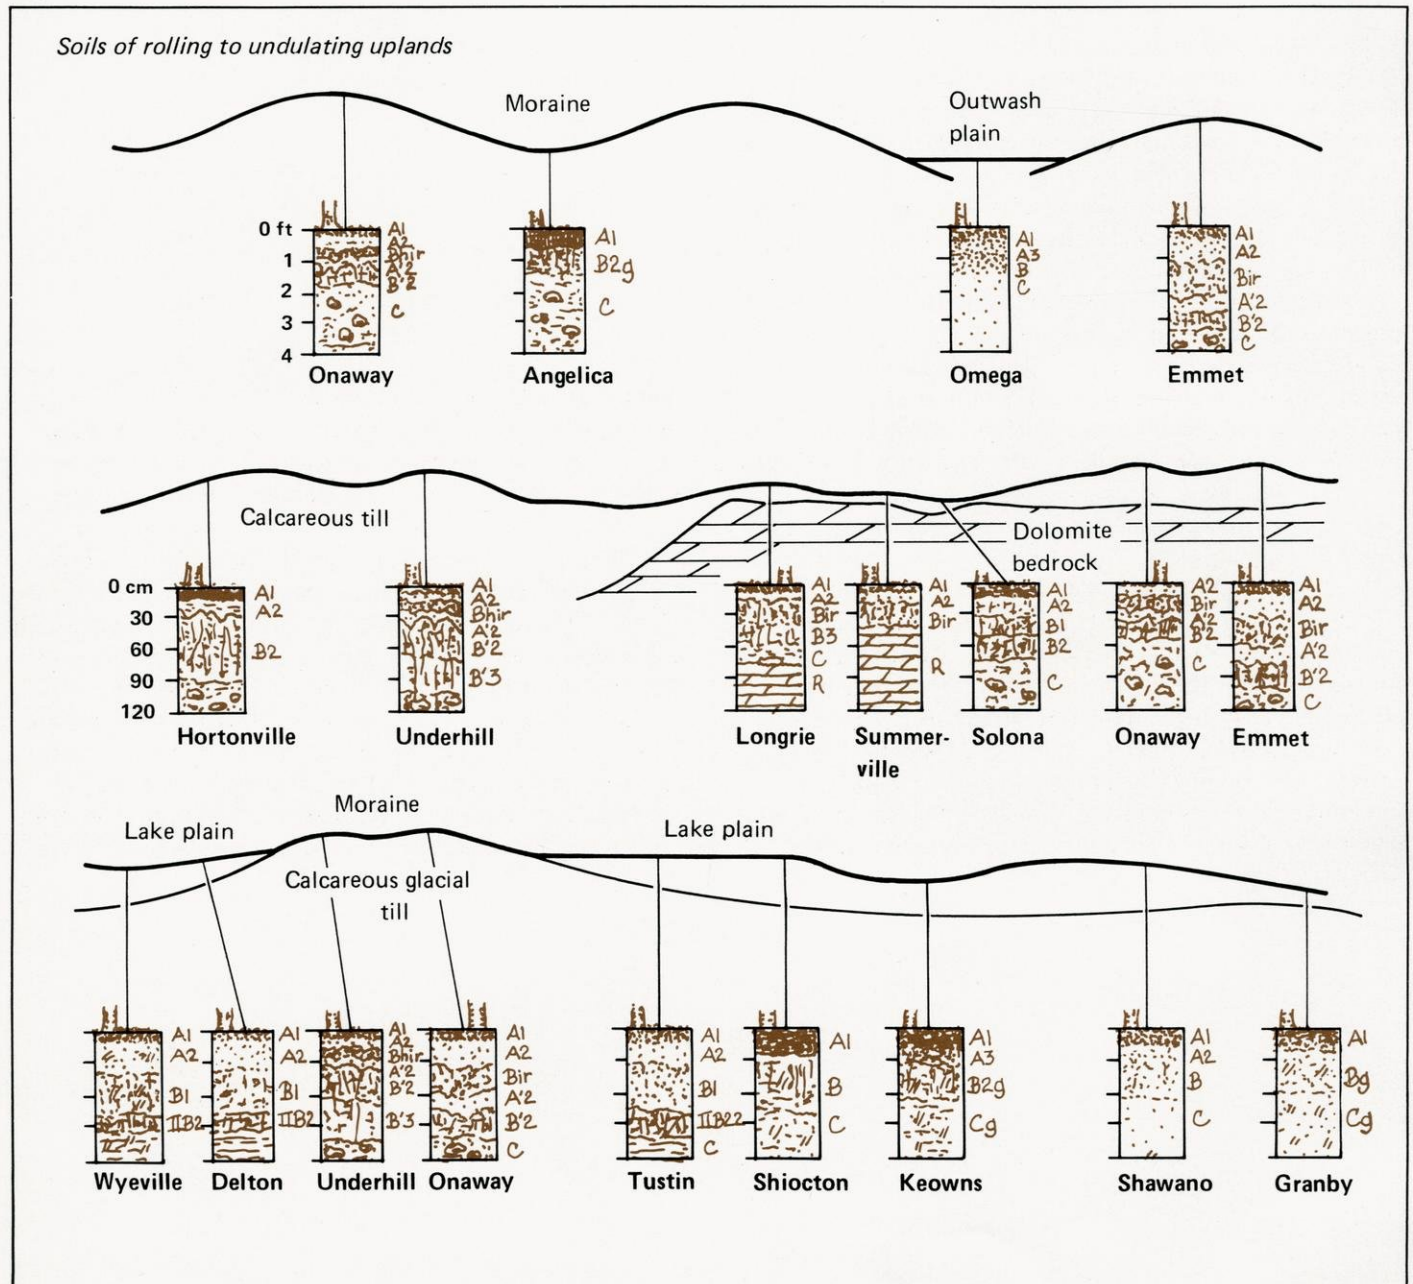 Soils of rolling to undulating uplands
Moraine
Outwash
plain
0 ft
1
2
3
4
A1
A2
Bhir
A'2
B'2
C
Onaway
A1
B2g
C
Angelica
A1
A3
B
C
Omega
A1
A2
Bir
A'2
B'2
C
Emmet
Calcareous till
Dolomite
bedrock
0 cm
30
60
90
120
A1
A2
B2
Hortonville
A1
A2
Bhir
A'2
B'2
B'3
Underhill
A1
A2
Bir
B3
C
R
Longrie
A1
A2
Bir
R
Summer-
ville
A1
A2
B1
B2
C
Solona
A2
Bir
A'2
B'2
C
Onaway
A1
A2
Bir
A'2
B'2
C
Emmet
Moraine
Lake plain
Lake plain
Calcareous glacial
till
A1
A2
B1
IIB2
Wyeville
A1
A2
B1
IIB2
Delton
A1
A2
Bhir
A'2
B'2
B'3
Underhill
A1
A2
Bir
A'2
B'2
C
Onaway
A1
A2
B1
IIB22
C
Tustin
A1
B
C
Shiocton
A1
A3
B2g
Cg
Keowns
A1
A2
B
C
Shawano
A1
Bg
Cg
Granby